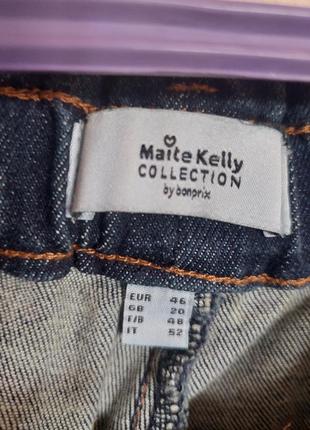 Maite Kelly
COLLECTION
by bonprix
EUR 46
GB 20
F/B 48
IT 52